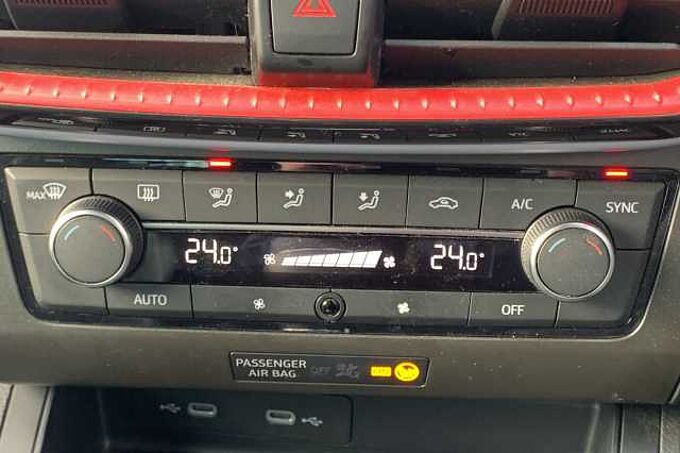 MAX
A/C
SYNC
24.0°
24.0°
AUTO
OFF
PASSENGER
AIR BAG
OFF